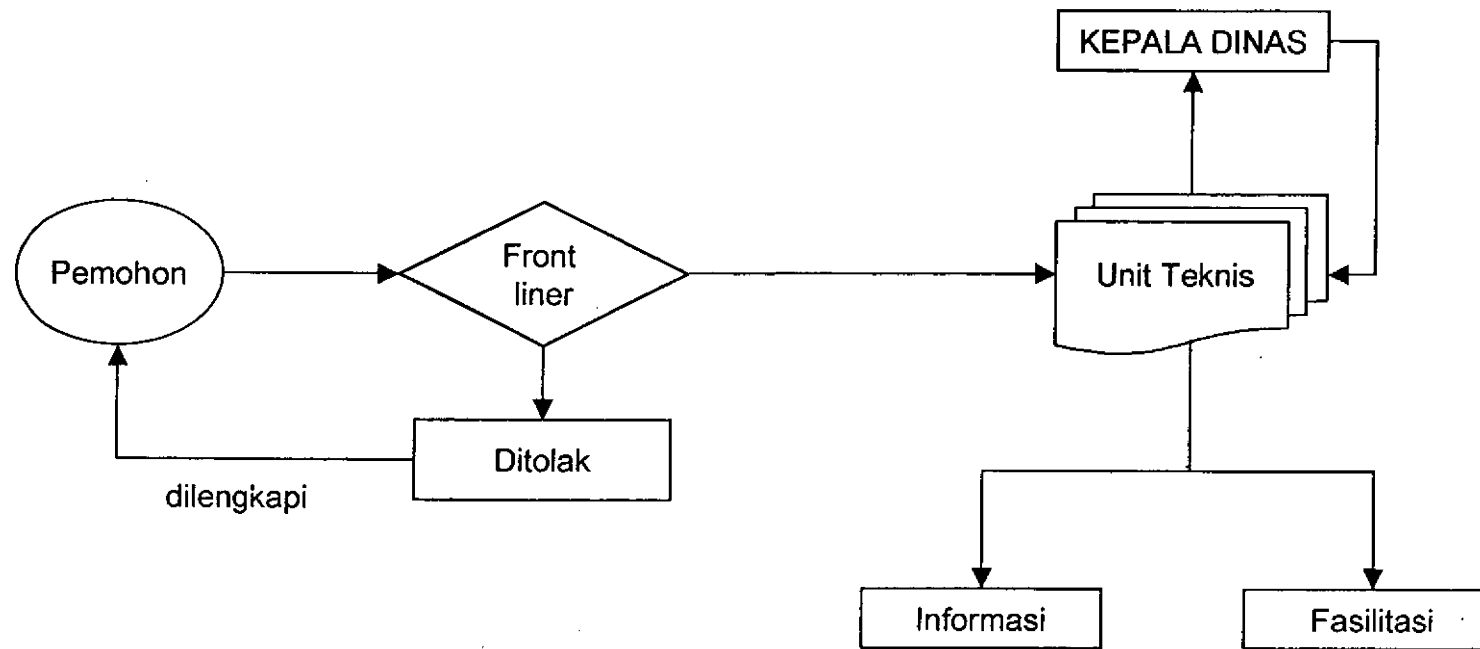 KEPALA DINAS
Pemohon
Front
liner
Unit Teknis
Ditolak
dilengkapi
Informasi
Fasilitasi